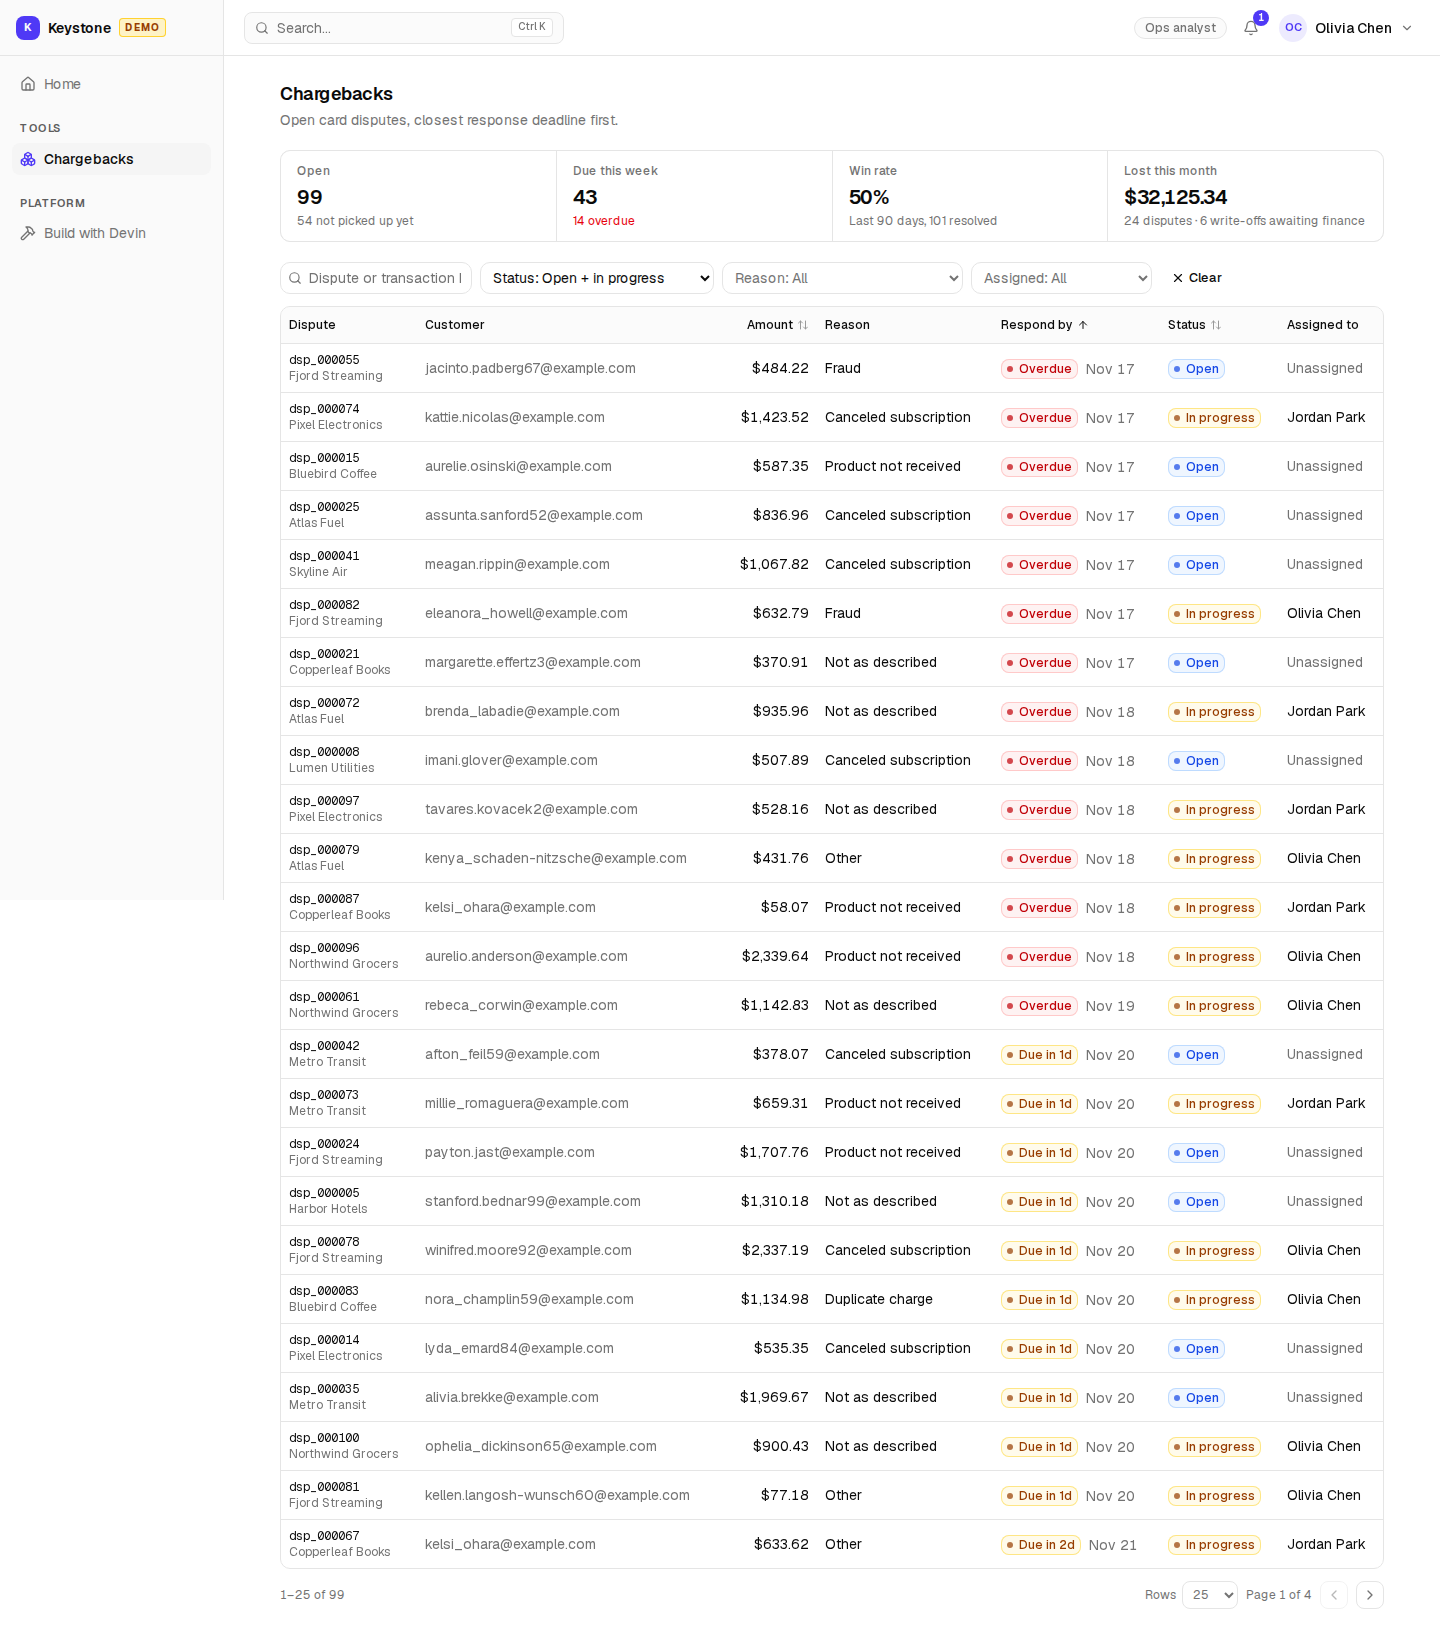 K Keystone DEMO
Search...
Ctrl K
Ops analyst
1
OC Olivia Chen
Home
TOOLS
Chargebacks
PLATFORM
Build with Devin
Chargebacks
Open card disputes, closest response deadline first.
Open
99
54 not picked up yet
Due this week
43
14 overdue
Win rate
50%
Last 90 days, 101 resolved
Lost this month
$32,125.34
24 disputes · 6 write-offs awaiting finance
Dispute or transaction I
Status: Open + in progress
Reason: All
Assigned: All
Clear
Dispute Customer Amount Reason Respond by Status Assigned to
dsp_000055
Fjord Streaming
jacinto.padberg67@example.com $484.22 Fraud Overdue Nov 17 Open Unassigned
dsp_000074
Pixel Electronics
kattie.nicolas@example.com $1,423.52 Canceled subscription Overdue Nov 17 In progress Jordan Park
dsp_000015
Bluebird Coffee
aurelie.osinski@example.com $587.35 Product not received Overdue Nov 17 Open Unassigned
dsp_000025
Atlas Fuel
assunta.sanford52@example.com $836.96 Canceled subscription Overdue Nov 17 Open Unassigned
dsp_000041
Skyline Air
meagan.rippin@example.com $1,067.82 Canceled subscription Overdue Nov 17 Open Unassigned
dsp_000082
Fjord Streaming
eleanora_howell@example.com $632.79 Fraud Overdue Nov 17 In progress Olivia Chen
dsp_000021
Copperleaf Books
margarette.effertz3@example.com $370.91 Not as described Overdue Nov 17 Open Unassigned
dsp_000072
Atlas Fuel
brenda_labadie@example.com $935.96 Not as described Overdue Nov 18 In progress Jordan Park
dsp_000008
Lumen Utilities
imani.glover@example.com $507.89 Canceled subscription Overdue Nov 18 Open Unassigned
dsp_000097
Pixel Electronics
tavares.kovacek2@example.com $528.16 Not as described Overdue Nov 18 In progress Jordan Park
dsp_000079
Atlas Fuel
kenya_schaden-nitzsche@example.com $431.76 Other Overdue Nov 18 In progress Olivia Chen
dsp_000087
Copperleaf Books
kelsi_ohara@example.com $58.07 Product not received Overdue Nov 18 In progress Jordan Park
dsp_000096
Northwind Grocers
aurelio.anderson@example.com $2,339.64 Product not received Overdue Nov 18 In progress Olivia Chen
dsp_000061
Northwind Grocers
rebeca_corwin@example.com $1,142.83 Not as described Overdue Nov 19 In progress Olivia Chen
dsp_000042
Metro Transit
afton_feil59@example.com $378.07 Canceled subscription Due in 1d Nov 20 Open Unassigned
dsp_000073
Metro Transit
millie_romaguera@example.com $659.31 Product not received Due in 1d Nov 20 In progress Jordan Park
dsp_000024
Fjord Streaming
payton.jast@example.com $1,707.76 Product not received Due in 1d Nov 20 Open Unassigned
dsp_000005
Harbor Hotels
stanford.bednar99@example.com $1,310.18 Not as described Due in 1d Nov 20 Open Unassigned
dsp_000078
Fjord Streaming
winifred.moore92@example.com $2,337.19 Canceled subscription Due in 1d Nov 20 In progress Olivia Chen
dsp_000083
Bluebird Coffee
nora_champlin59@example.com $1,134.98 Duplicate charge Due in 1d Nov 20 In progress Olivia Chen
dsp_000014
Pixel Electronics
lyda_emard84@example.com $535.35 Canceled subscription Due in 1d Nov 20 Open Unassigned
dsp_000035
Metro Transit
alivia.brekke@example.com $1,969.67 Not as described Due in 1d Nov 20 Open Unassigned
dsp_000100
Northwind Grocers
ophelia_dickinson65@example.com $900.43 Not as described Due in 1d Nov 20 In progress Olivia Chen
dsp_000081
Fjord Streaming
kellen.langosh-wunsch60@example.com $77.18 Other Due in 1d Nov 20 In progress Olivia Chen
dsp_000067
Copperleaf Books
kelsi_ohara@example.com $633.62 Other Due in 2d Nov 21 In progress Jordan Park
1–25 of 99
Rows 25 Page 1 of 4